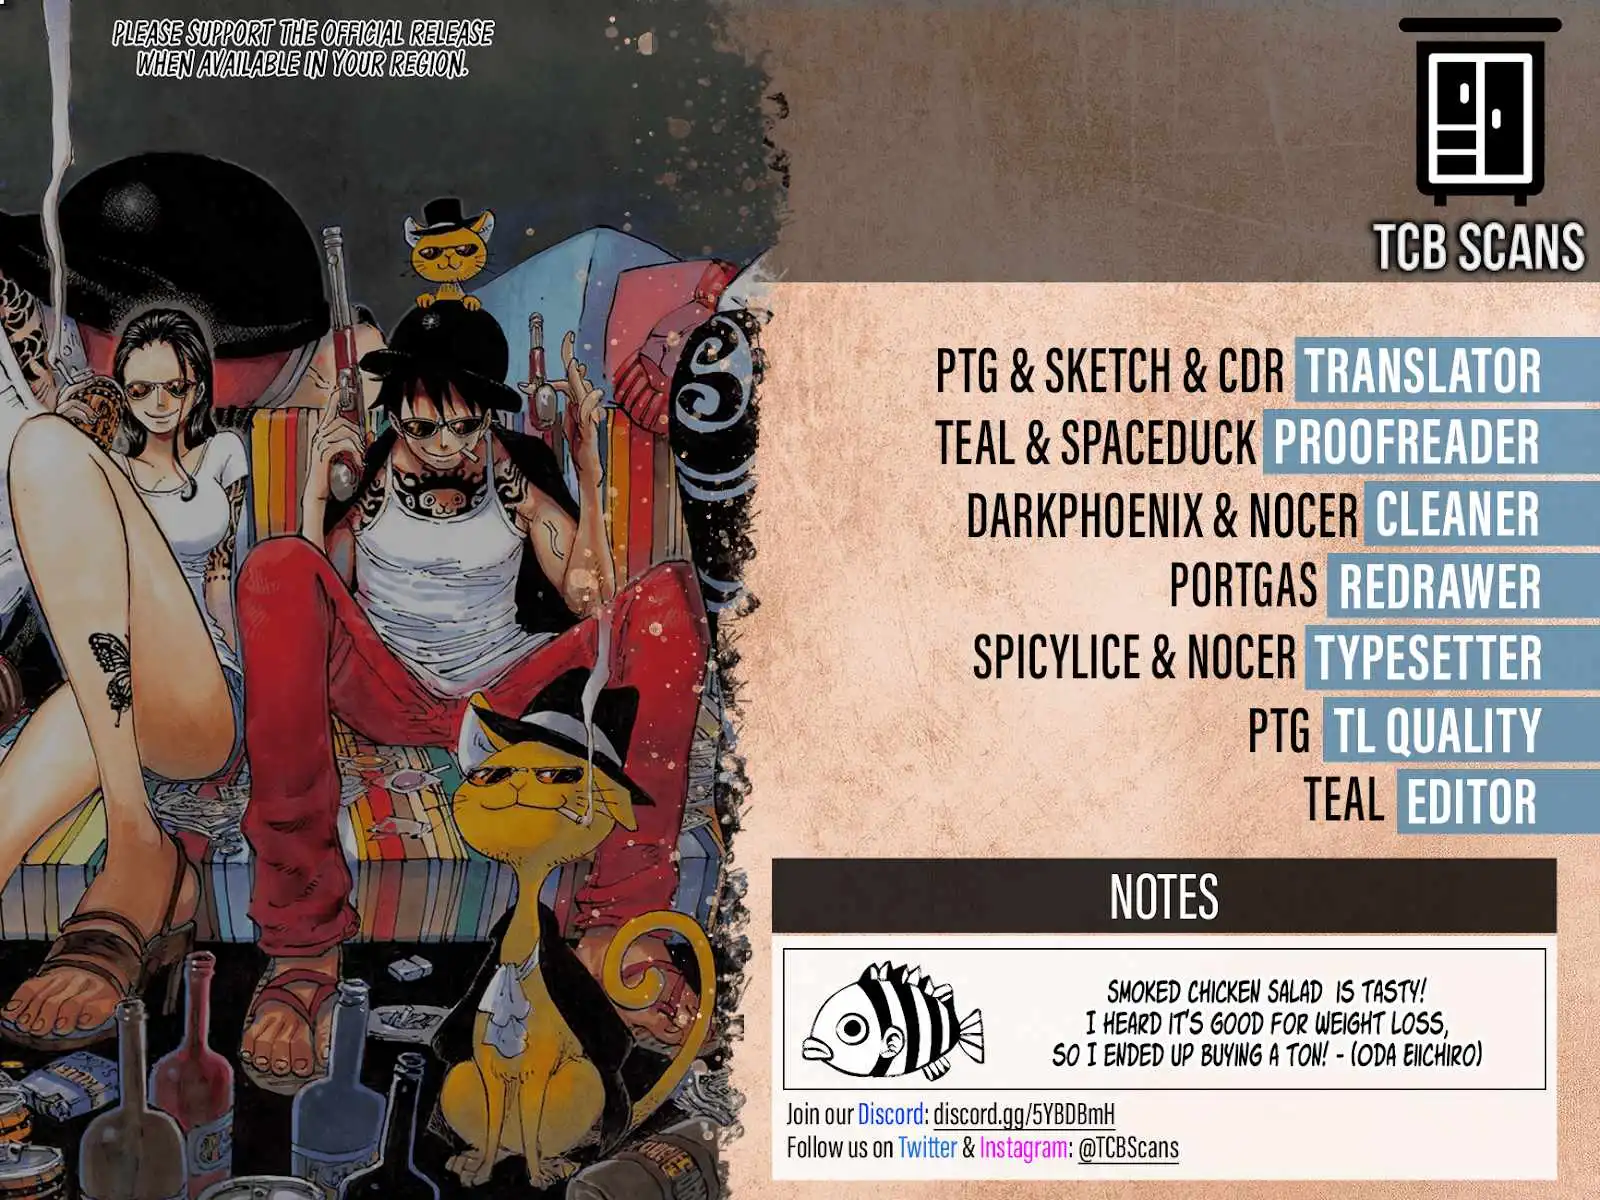 PLEASE SUPPORT THE OFFICIAL RELEASE
WHEN AVAILABLE IN YOUR REGION.
TCB SCANS
PTG & SKETCH & CDR TRANSLATOR
TEAL & SPACEDUCK PROOFREADER
DARKPHOENIX & NOCER CLEANER
PORTGAS REDRAWER
SPICYLICE & NOCER TYPESETTER
PTG TL QUALITY
TEAL EDITOR
NOTES
SMOKED CHICKEN SALAD IS TASTY!
I HEARD IT'S GOOD FOR WEIGHT LOSS,
SO I ENDED UP BUYING A TON! - (ODA EIICHIRO)
Join our Discord: discord.gg/5YBDBmH
Follow us on Twitter & Instagram: @TCBScans